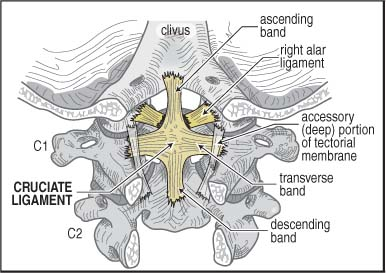 clivus
ascending
band
right alar
ligament
accessory
(deep) portion
of tectorial
membrane
C1
transverse
band
CRUCIATE
LIGAMENT
descending
band
C2